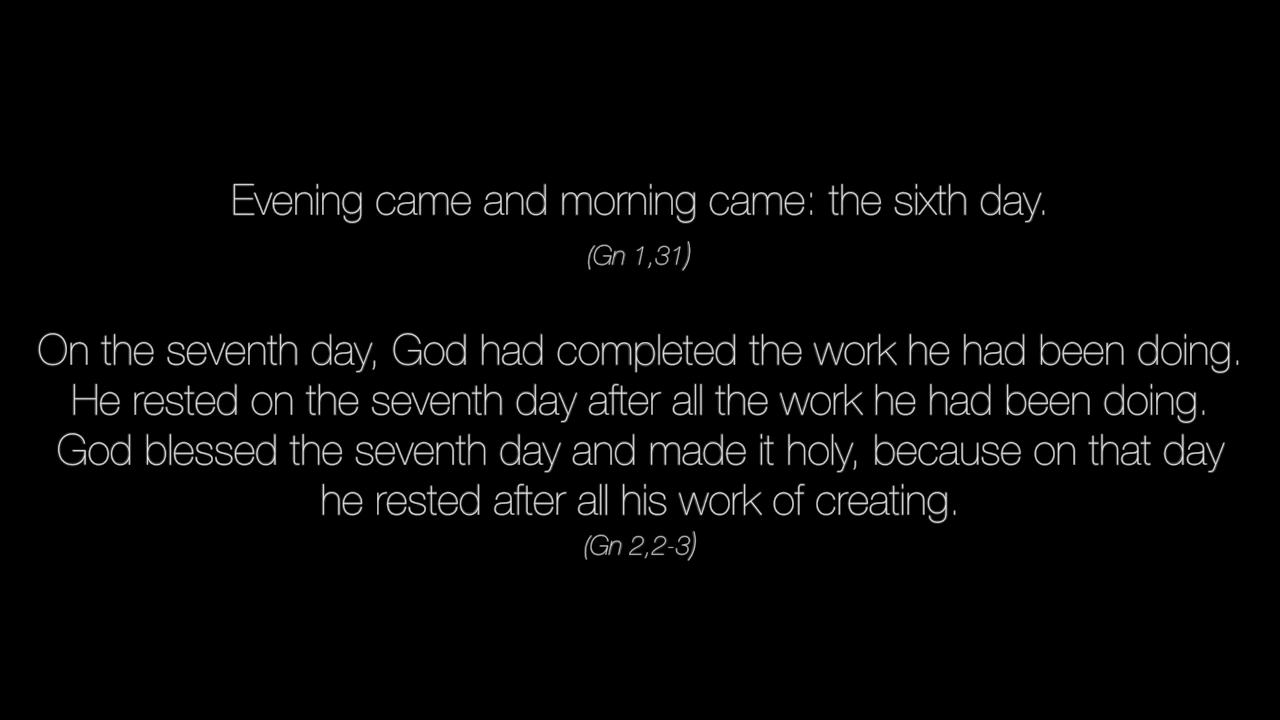 Evening came and morning came: the sixth day.
(Gn 1,31)
On the seventh day, God had completed the work he had been doing.
He rested on the seventh day after all the work he had been doing.
God blessed the seventh day and made it holy, because on that day
he rested after all his work of creating.
(Gn 2,2-3)